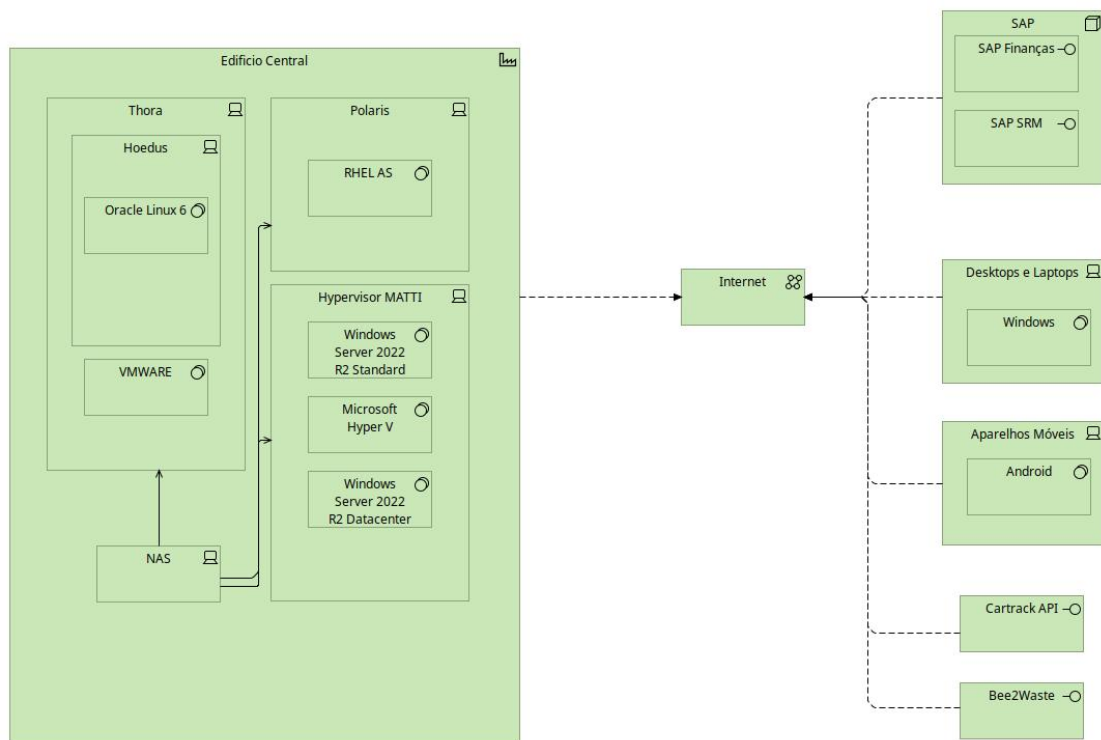 Edificio Central
Thora
Hoedus
Oracle Linux 6
VMWARE
NAS
Polaris
RHEL AS
Hypervisor MATTI
Windows
Server 2022
R2 Standard
Microsoft
Hyper V
Windows
Server 2022
R2 Datacenter
Internet
SAP
SAP Finanças
SAP SRM
Desktops e Laptops
Windows
Aparelhos Móveis
Android
Cartrack API
Bee2Waste